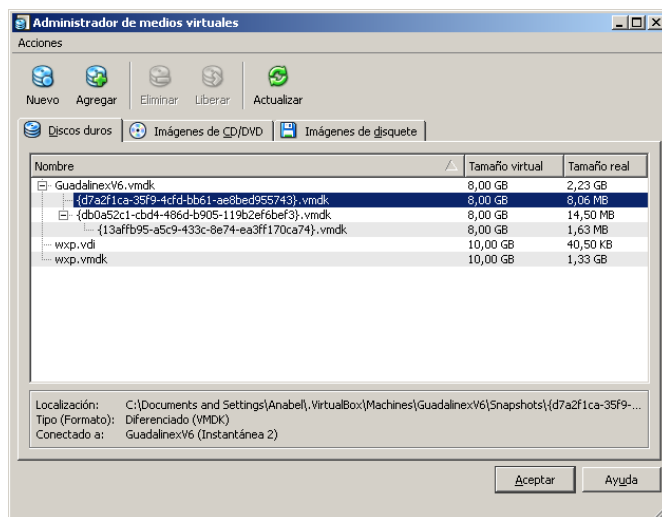 Administrador de medios virtuales
Acciones
Nuevo Agregar Eliminar Liberar Actualizar
Discos duros Imágenes de CD/DVD Imágenes de disquete
Nombre Tamaño virtual Tamaño real
GuadalinexV6.vmdk 8,00 GB 2,23 GB
{d7a2f1ca-35f9-4cfd-bb61-ae8bed955743}.vmdk 8,00 GB 8,06 MB
{db0a52c1-cbd4-486d-b905-119b2ef6bef3}.vmdk 8,00 GB 14,50 MB
{13affb95-a5c9-433c-8e74-ea3ff170ca74}.vmdk 8,00 GB 1,63 MB
wxp.vdi 10,00 GB 40,50 KB
wxp.vmdk 10,00 GB 1,33 GB
Localización: C:\Documents and Settings\Anabel\.VirtualBox\Machines\GuadalinexV6\Snapshots\{d7a2f1ca-35f9-...
Tipo (Formato): Diferenciado (VMDK)
Conectado a: GuadalinexV6 (Instantánea 2)
Aceptar Ayuda